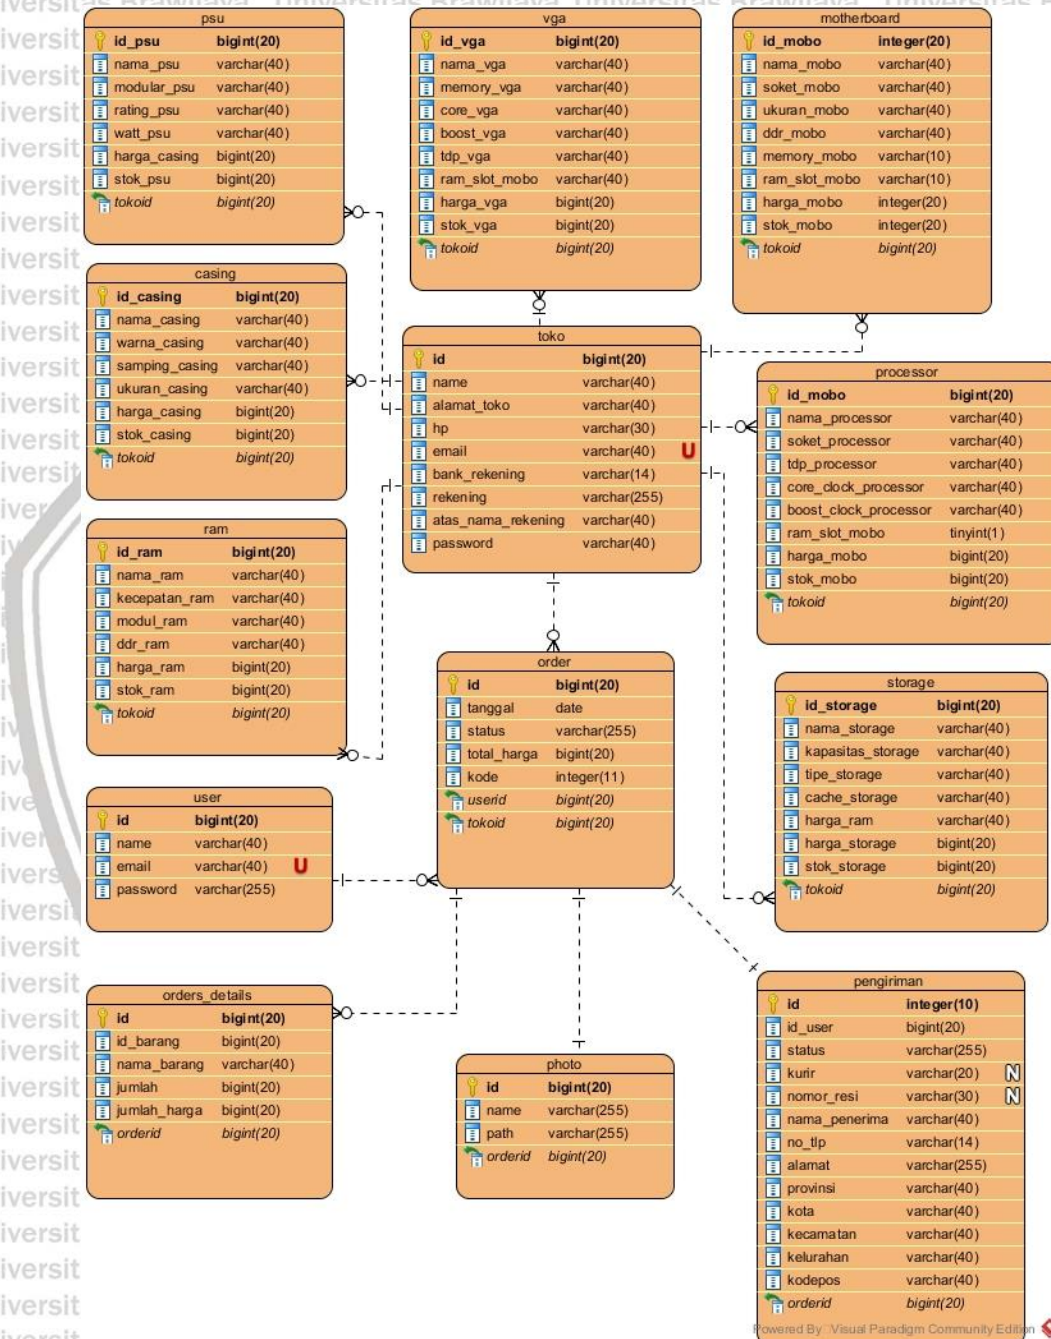 psu
id_psu bigint(20)
nama_psu varchar(40)
modular_psu varchar(40)
rating_psu varchar(40)
watt_psu varchar(40)
harga_casing bigint(20)
stok_psu bigint(20)
tokoid bigint(20)
vga
id_vga bigint(20)
nama_vga varchar(40)
memory_vga varchar(40)
core_vga varchar(40)
boost_vga varchar(40)
tdp_vga varchar(40)
ram_slot_mobo varchar(40)
harga_vga bigint(20)
stok_vga bigint(20)
tokoid bigint(20)
motherboard
id_mobo integer(20)
nama_mobo varchar(40)
soket_mobo varchar(40)
ukuran_mobo varchar(40)
ddr_mobo varchar(40)
memory_mobo varchar(10)
ram_slot_mobo varchar(10)
harga_mobo integer(20)
stok_mobo integer(20)
tokoid bigint(20)
casing
id_casing bigint(20)
nama_casing varchar(40)
warna_casing varchar(40)
samping_casing varchar(40)
ukuran_casing varchar(40)
harga_casing bigint(20)
stok_casing bigint(20)
tokoid bigint(20)
toko
id bigint(20)
name varchar(40)
alamat_toko varchar(40)
hp varchar(30)
email varchar(40) U
bank_rekening varchar(14)
rekening varchar(255)
atas_nama_rekening varchar(40)
password varchar(40)
processor
id_mobo bigint(20)
nama_processor varchar(40)
soket_processor varchar(40)
tdp_processor varchar(40)
core_clock_processor varchar(40)
boost_clock_processor varchar(40)
ram_slot_mobo tinyint(1)
harga_mobo bigint(20)
stok_mobo bigint(20)
tokoid bigint(20)
ram
id_ram bigint(20)
nama_ram varchar(40)
kecepatan_ram varchar(40)
modul_ram varchar(40)
ddr_ram varchar(40)
harga_ram bigint(20)
stok_ram bigint(20)
tokoid bigint(20)
order
id bigint(20)
tanggal date
status varchar(255)
total_harga bigint(20)
kode integer(11)
userid bigint(20)
tokoid bigint(20)
storage
id_storage bigint(20)
nama_storage varchar(40)
kapasitas_storage varchar(40)
tipe_storage varchar(40)
cache_storage varchar(40)
harga_ram varchar(40)
harga_storage bigint(20)
stok_storage bigint(20)
tokoid bigint(20)
user
id bigint(20)
name varchar(40)
email varchar(40) U
password varchar(255)
orders_details
id bigint(20)
id_barang bigint(20)
nama_barang varchar(40)
jumlah bigint(20)
jumlah_harga bigint(20)
orderid bigint(20)
photo
id bigint(20)
name varchar(255)
path varchar(255)
orderid bigint(20)
pengiriman
id integer(10)
id_user bigint(20)
status varchar(255)
kurir varchar(20) N
nomor_resi varchar(30) N
nama_penerima varchar(40)
no_tlp varchar(14)
alamat varchar(255)
provinsi varchar(40)
kota varchar(40)
kecamatan varchar(40)
kelurahan varchar(40)
kodepos varchar(40)
orderid bigint(20)
Powered By Visual Paradigm Community Edition